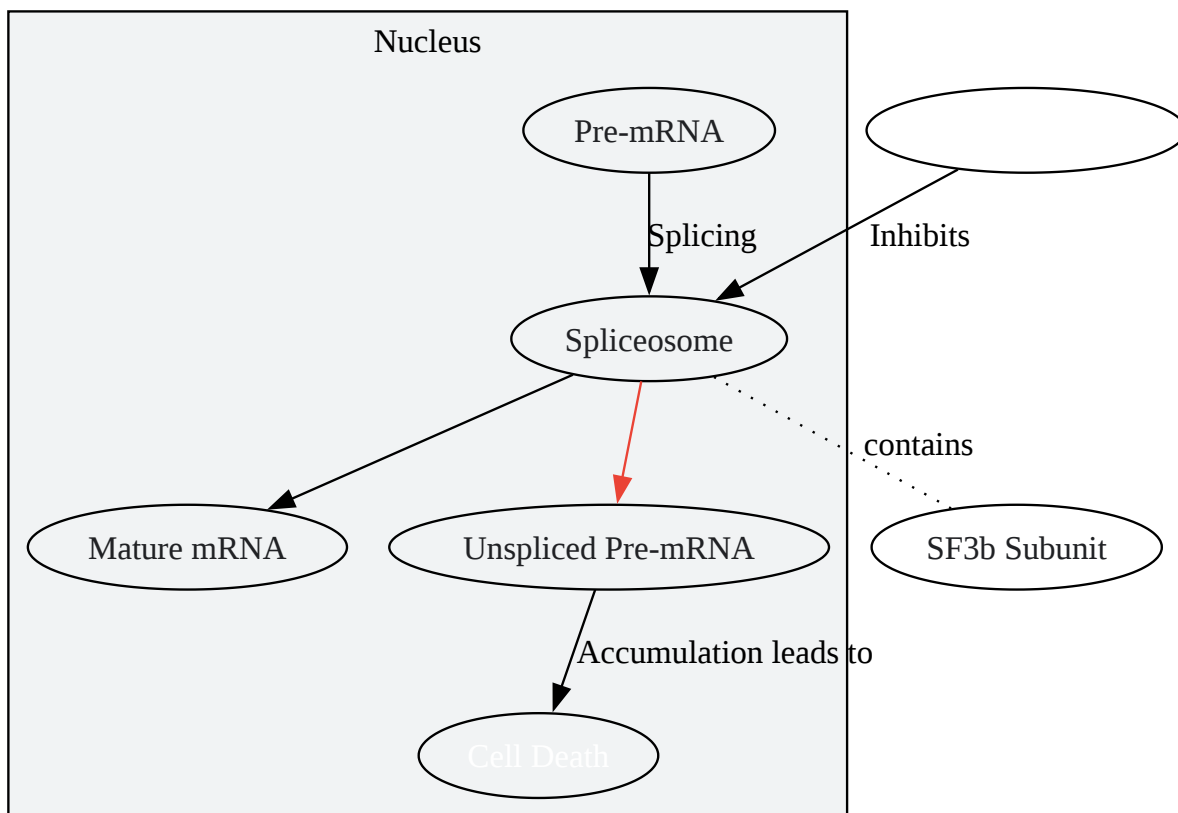 Nucleus
Pre-mRNA
Splicing
Inhibits
Spliceosome
contains
Mature mRNA
Unspliced Pre-mRNA
SF3b Subunit
Accumulation leads to
Cell Death